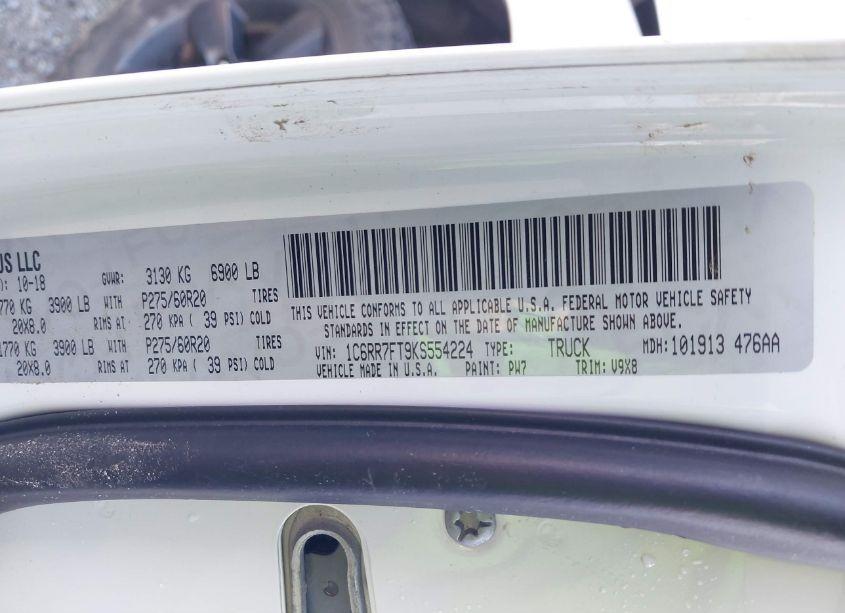 US LLC
): 10-18 GVWR: 3130 KG 6900 LB
770 KG 3900 LB WITH P275/60R20 TIRES
20X8.0 RIMS AT 270 KPA ( 39 PSI) COLD
1770 KG 3900 LB WITH P275/60R20 TIRES
20X8.0 RIMS AT 270 KPA ( 39 PSI) COLD
THIS VEHICLE CONFORMS TO ALL APPLICABLE U.S.A. FEDERAL MOTOR VEHICLE SAFETY
STANDARDS IN EFFECT ON THE DATE OF MANUFACTURE SHOWN ABOVE.
VIN: 1C6RR7FT9KS554224 TYPE: TRUCK MDH: 101913 476AA
VEHICLE MADE IN U.S.A. PAINT: PW7 TRIM: V9X8